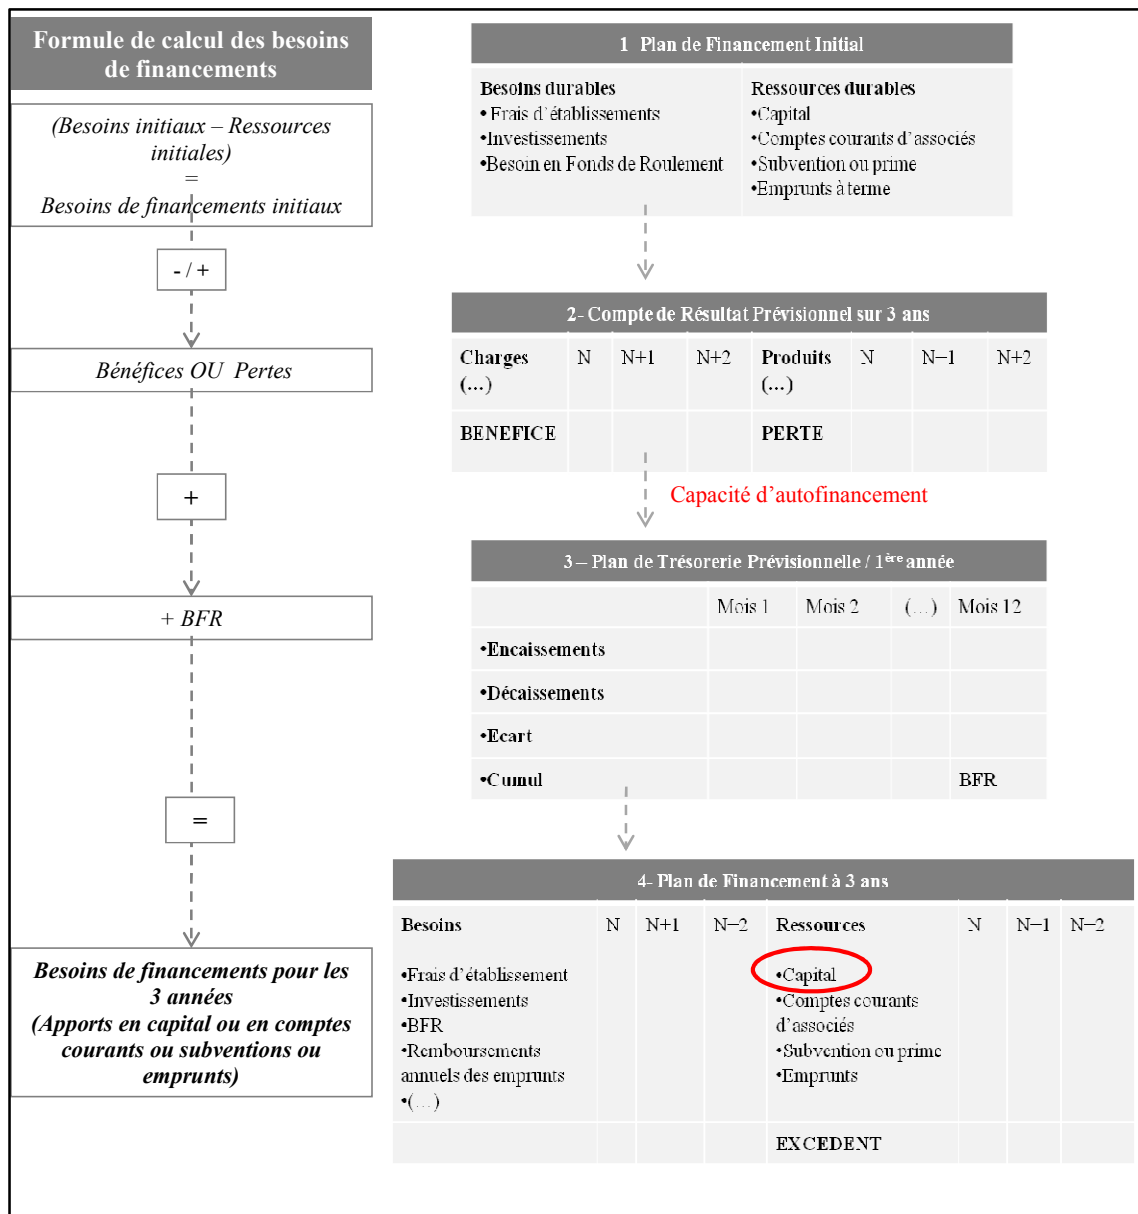 Formule de calcul des besoins
de financements
(Besoins initiaux – Ressources
initiales)
=
Besoins de financements initiaux
- / +
Bénéfices OU Pertes
+
+ BFR
=
Besoins de financements pour les
3 années
(Apports en capital ou en comptes
courants ou subventions ou
emprunts)
1 Plan de Financement Initial
Besoins durables
•Frais d'établissements
•Investissements
•Besoin en Fonds de Roulement
Ressources durables
•Capital
•Comptes courants d'associés
•Subvention ou prime
•Emprunts à terme
2- Compte de Résultat Prévisionnel sur 3 ans
Charges N N+1 N+2 Produits N N–1 N+2
(…) (…)
BENEFICE PERTE
Capacité d'autofinancement
3 – Plan de Trésorerie Prévisionnelle / 1ère année
Mois 1 Mois 2 (…) Mois 12
•Encaissements
•Décaissements
•Ecart
•Cumul BFR
4- Plan de Financement à 3 ans
Besoins N N+1 N–2 Ressources N N–1 N–2
•Frais d'établissement
•Investissements
•BFR
•Remboursements
annuels des emprunts
•(…)
•Capital
•Comptes courants
d'associés
•Subvention ou prime
•Emprunts
EXCEDENT